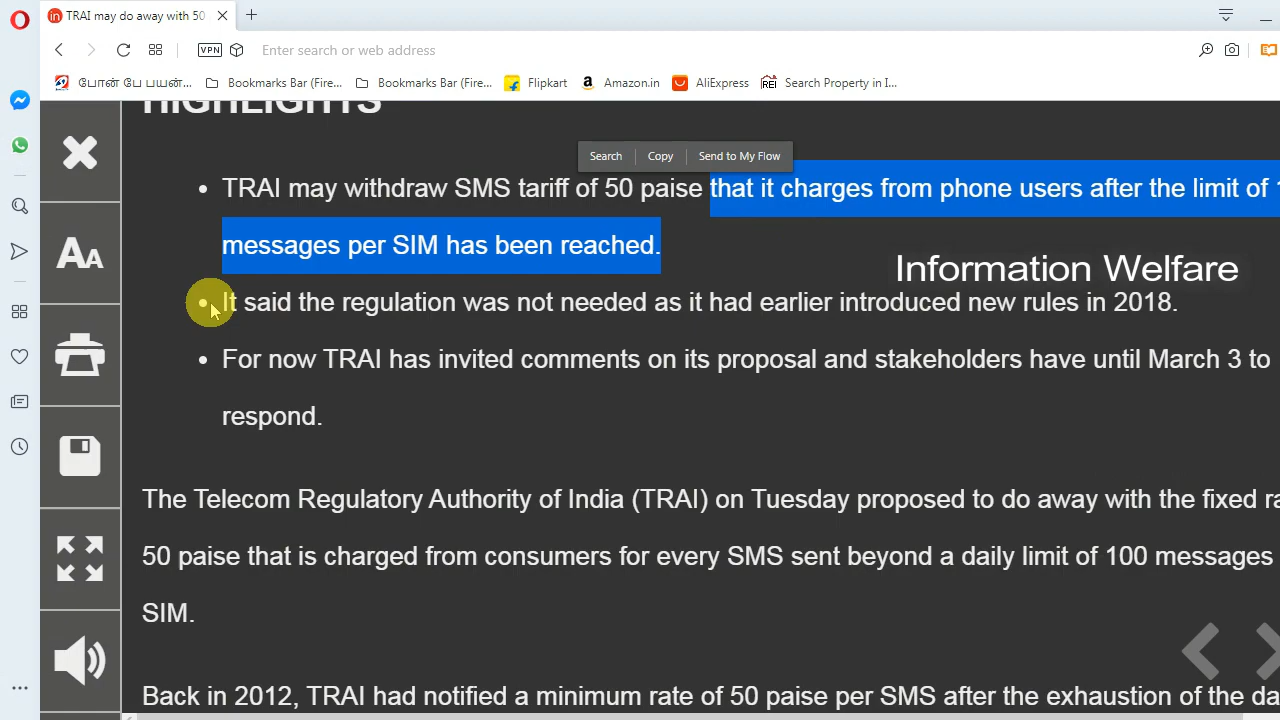 TRAI may do away with 50
VPN
Enter search or web address
Bookmarks Bar (Fire...
Bookmarks Bar (Fire...
Flipkart
Amazon.in
AliExpress
Search Property in I...
HIGHLIGHTS
Search
Copy
Send to My Flow
TRAI may withdraw SMS tariff of 50 paise that it charges from phone users after the limit of
messages per SIM has been reached.
Information Welfare
It said the regulation was not needed as it had earlier introduced new rules in 2018.
For now TRAI has invited comments on its proposal and stakeholders have until March 3 to
respond.
AA
The Telecom Regulatory Authority of India (TRAI) on Tuesday proposed to do away with the fixed
50 paise that is charged from consumers for every SMS sent beyond a daily limit of 100 messages
SIM.
Back in 2012, TRAI had notified a minimum rate of 50 paise per SMS after the exhaustion of the